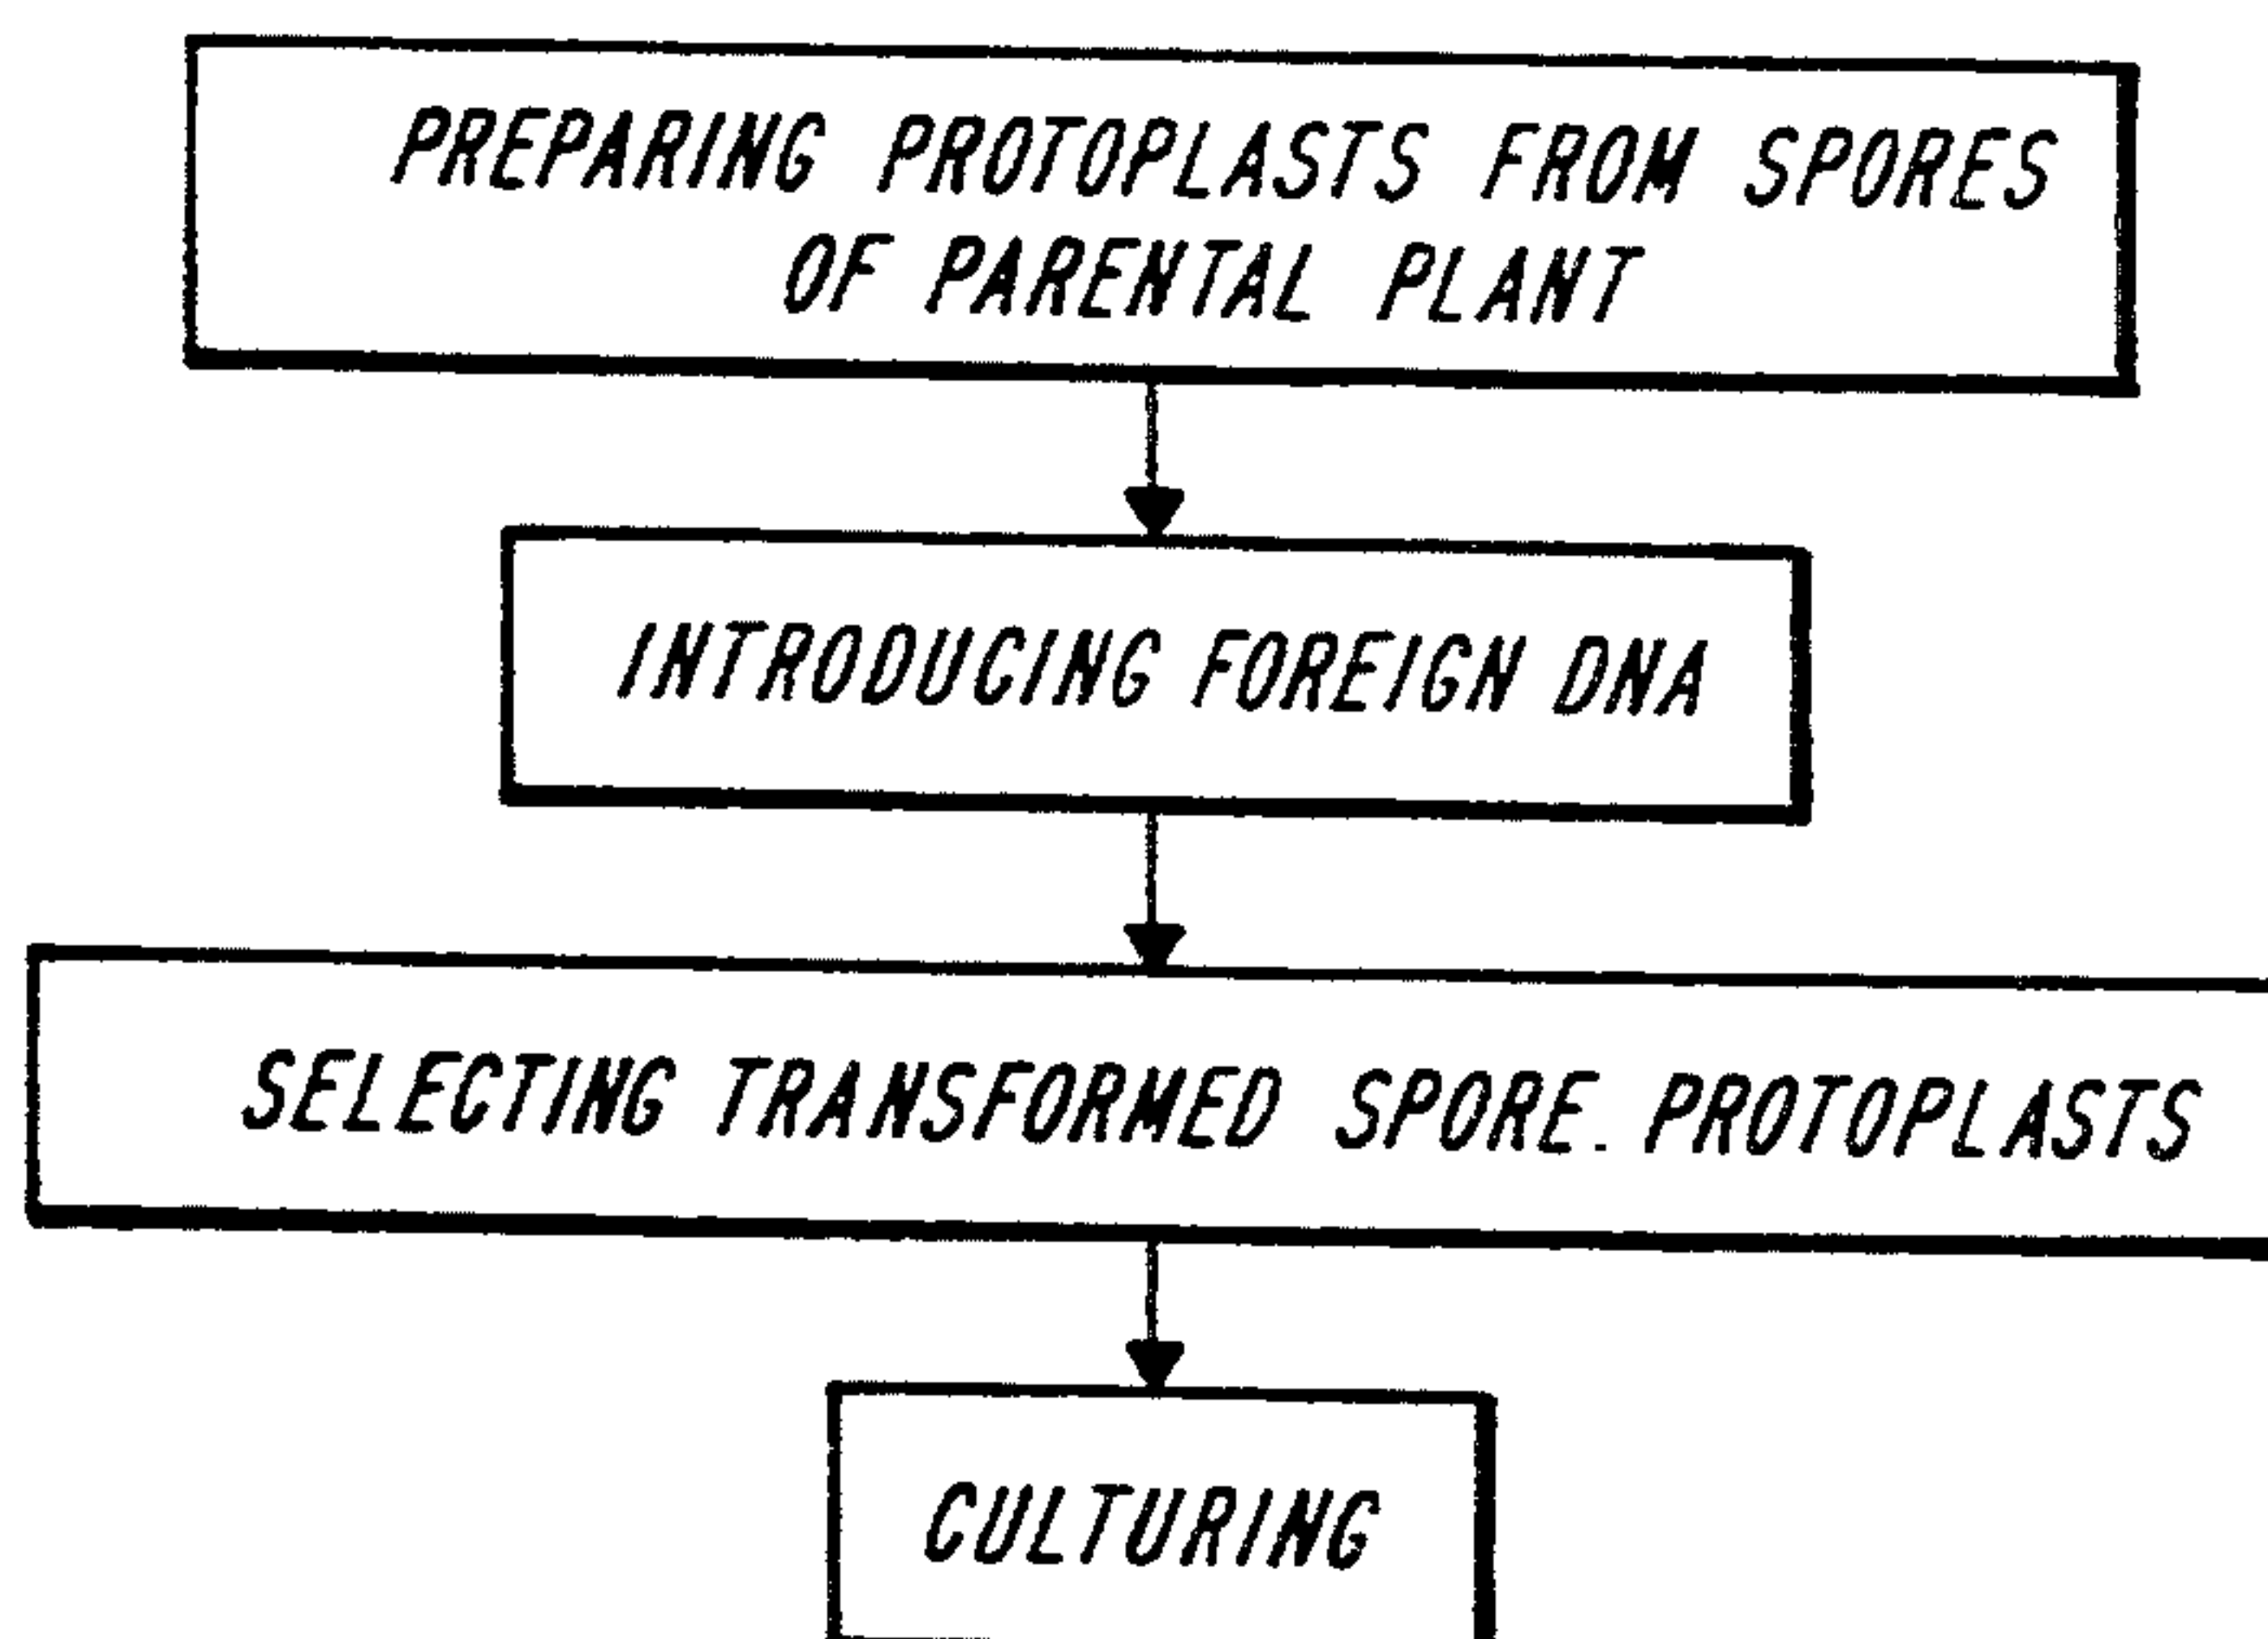 PREPARING PROTOPLASTS FROM SPORES
OF PARENTAL PLANT
INTRODUCING FOREIGN DNA
SELECTING TRANSFORMED SPORE. PROTOPLASTS
CULTURING